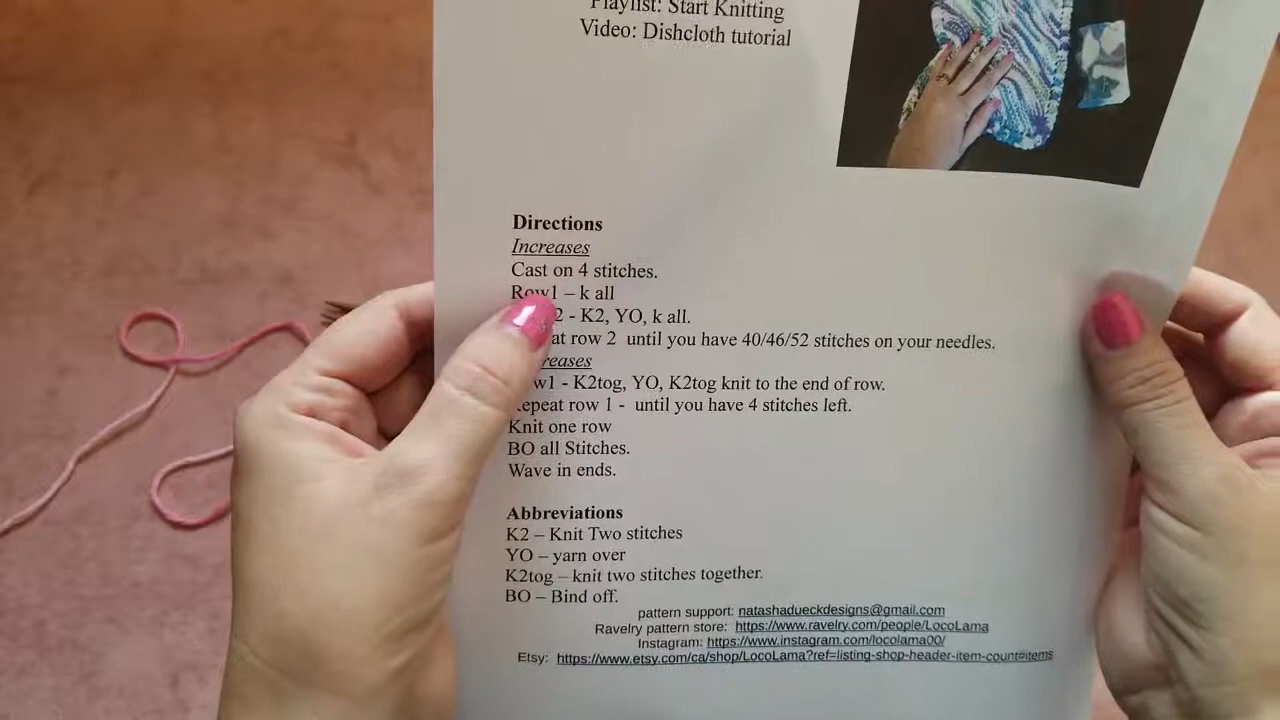 Playlist: Start Knitting
Video: Dishcloth tutorial
Directions
Increases
Cast on 4 stitches.
Row1 – k all
2 - K2, YO, k all.
at row 2 until you have 40/46/52 stitches on your needles.
reases
w1 - K2tog, YO, K2tog knit to the end of row.
Repeat row 1 - until you have 4 stitches left.
Knit one row
BO all Stitches.
Wave in ends.
Abbreviations
K2 – Knit Two stitches
YO – yarn over
K2tog – knit two stitches together.
BO – Bind off.
pattern support: natashadueckdesigns@gmail.com
Ravelry pattern store: https://www.ravelry.com/people/LocoLama
Instagram: https://www.instagram.com/locolama00/
Etsy: https://www.etsy.com/ca/shop/LocoLama?ref=listing-shop-header-item-count#items